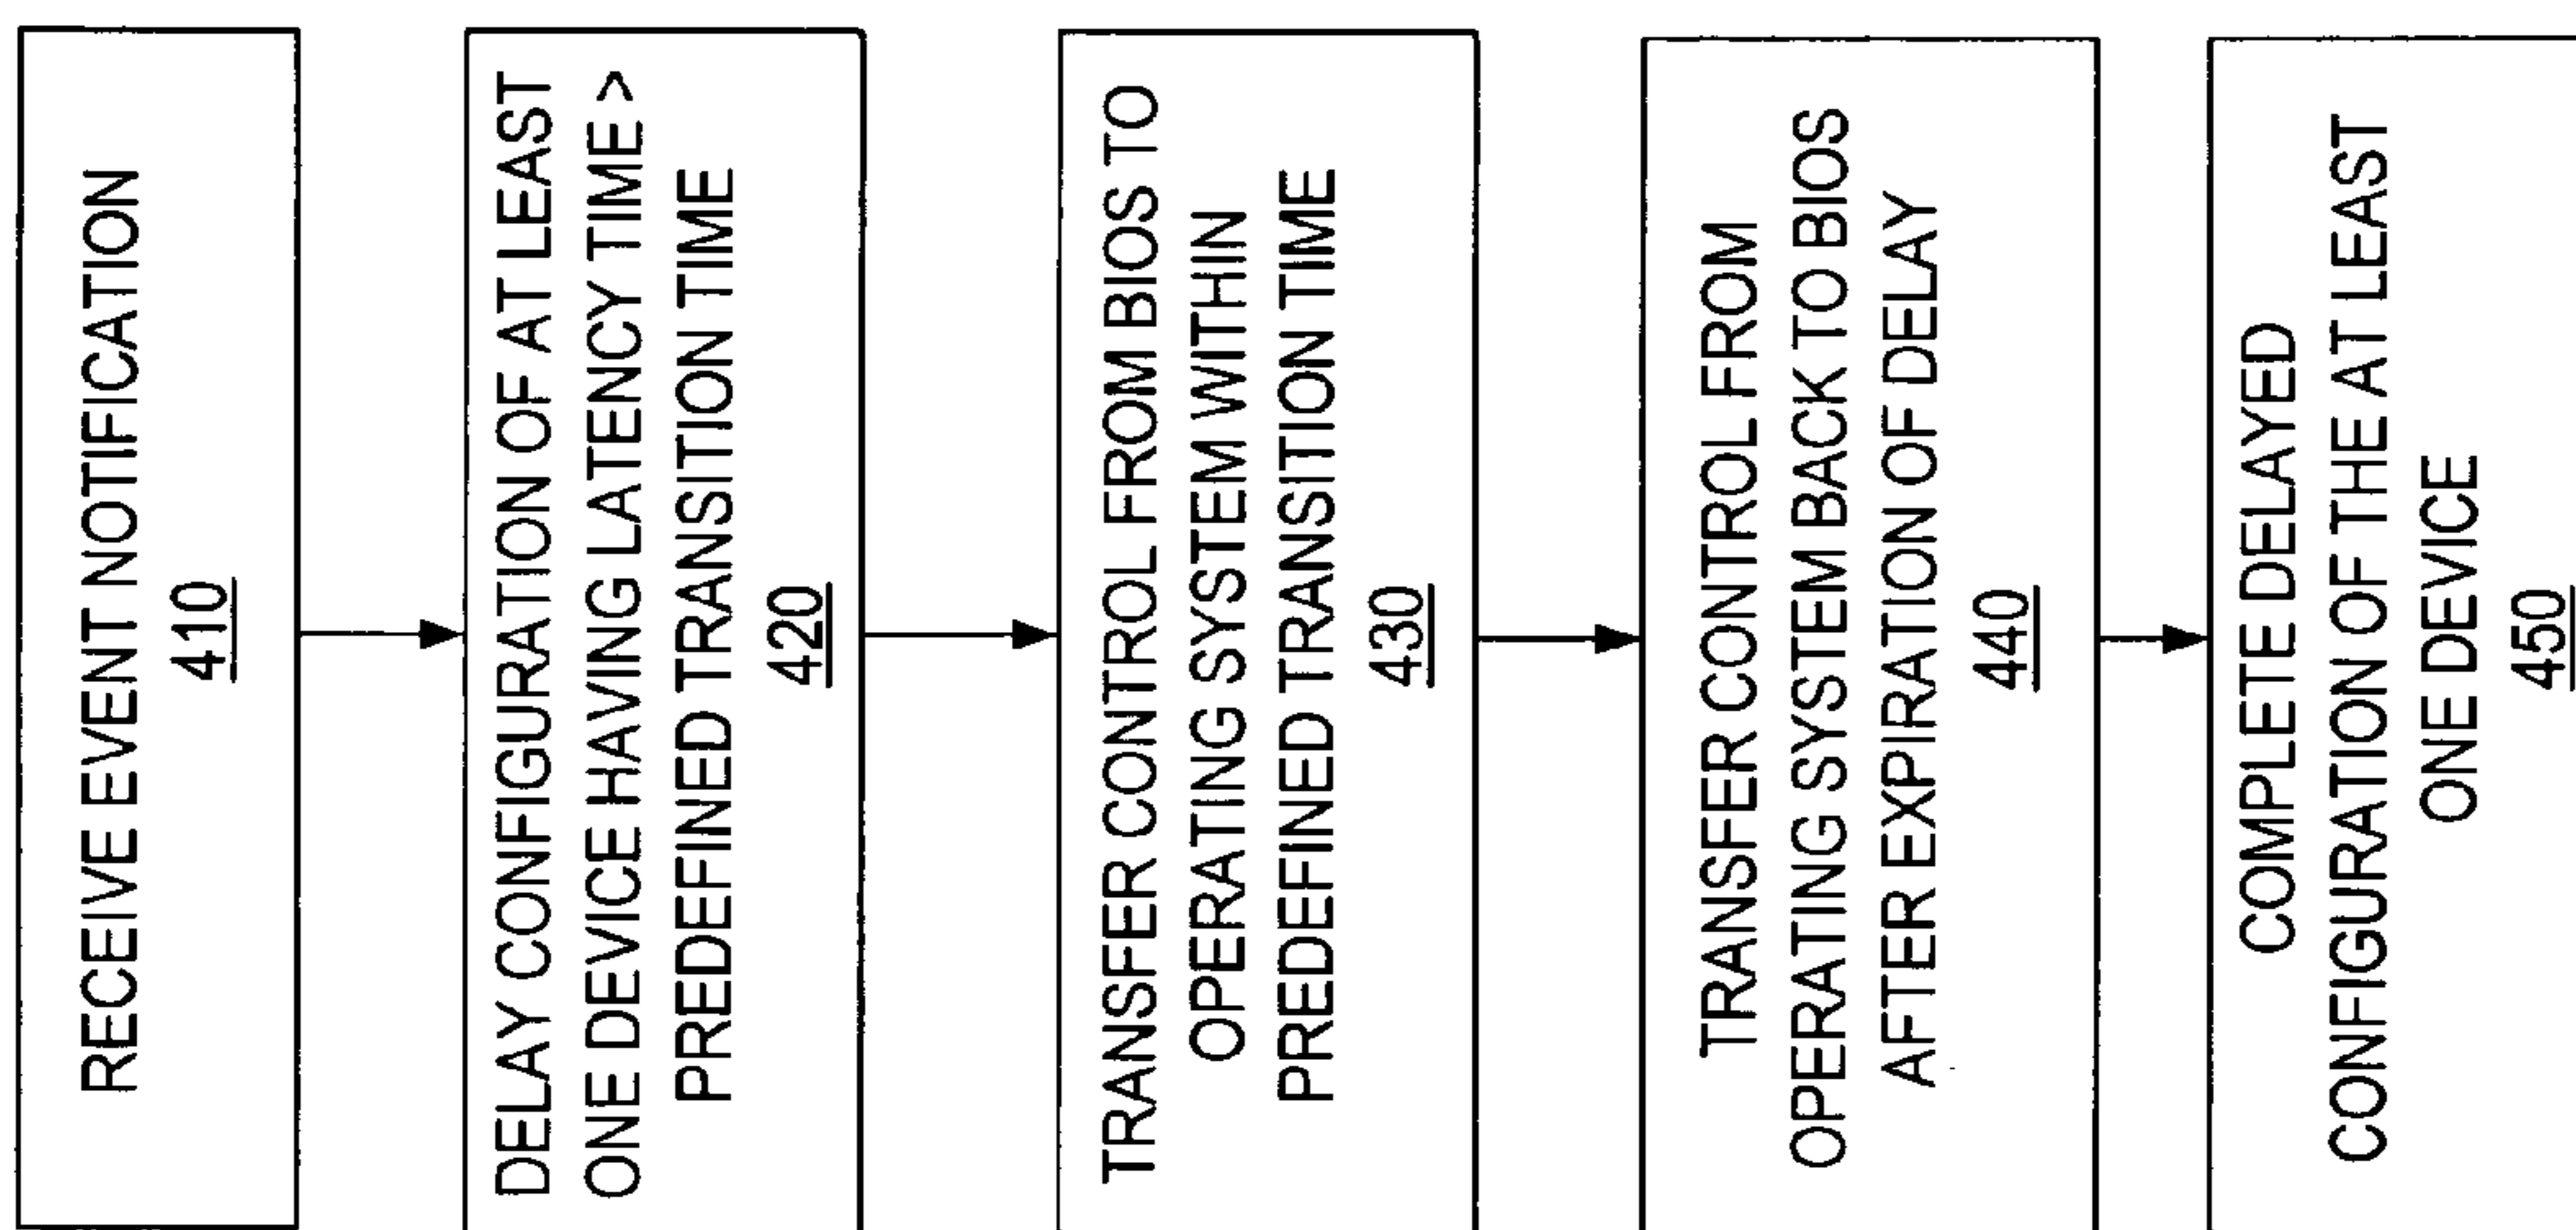 RECEIVE EVENT NOTIFICATION
410
DELAY CONFIGURATION OF AT LEAST
ONE DEVICE HAVING LATENCY TIME >
PREDEFINED TRANSITION TIME
420
TRANSFER CONTROL FROM BIOS TO
OPERATING SYSTEM WITHIN
PREDEFINED TRANSITION TIME
430
TRANSFER CONTROL FROM
OPERATING SYSTEM BACK TO BIOS
AFTER EXPIRATION OF DELAY
440
COMPLETE DELAYED
CONFIGURATION OF THE AT LEAST
ONE DEVICE
450